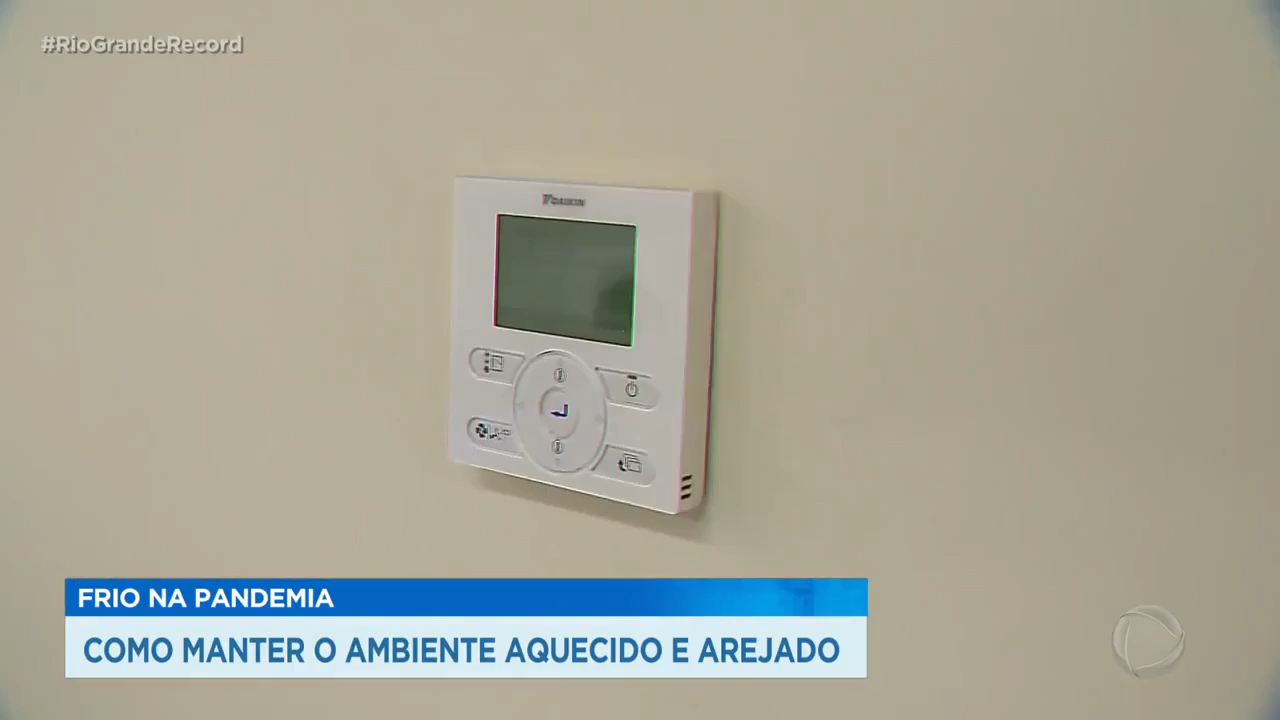 #RioGrandeRecord
DAIKIN
FRIO NA PANDEMIA
COMO MANTER O AMBIENTE AQUECIDO E AREJADO